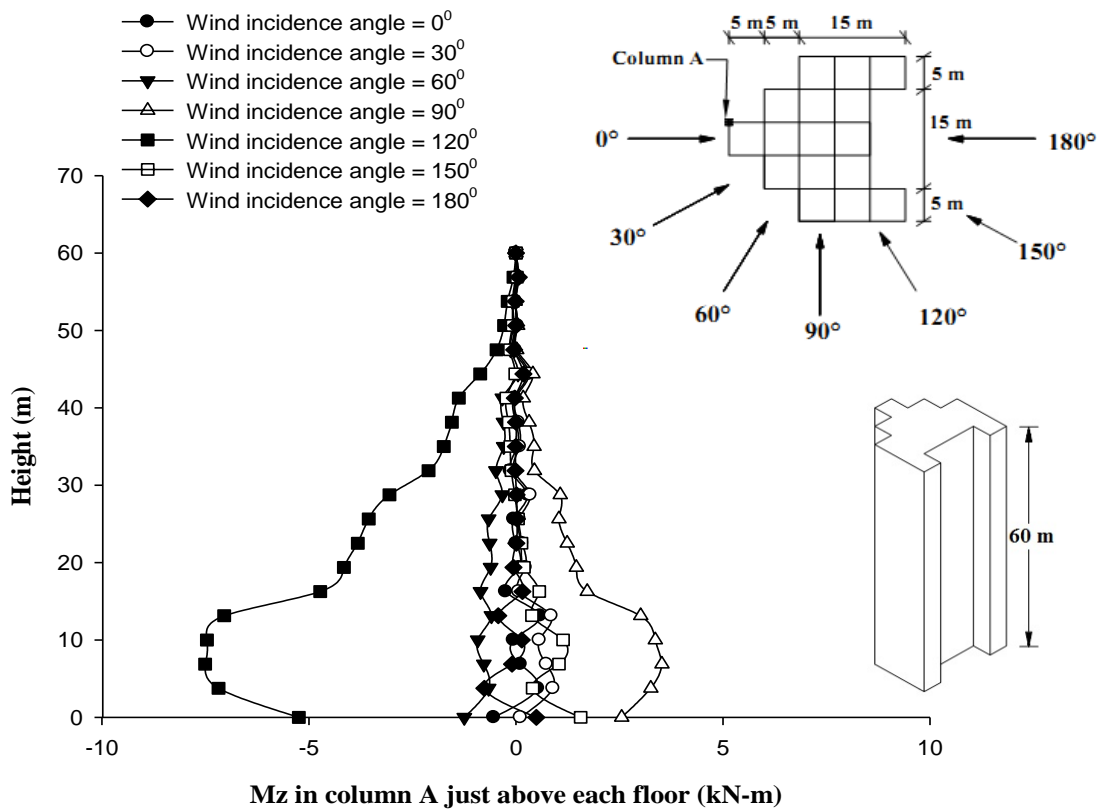 Wind incidence angle = 0⁰
Wind incidence angle = 30⁰
Wind incidence angle = 60⁰
Wind incidence angle = 90⁰
Wind incidence angle = 120⁰
Wind incidence angle = 150⁰
Wind incidence angle = 180⁰
5 m 5 m 15 m
Column A
5 m
15 m
5 m
0°
30°
60°
90°
120°
150°
180°
60 m
Height (m)
70
60
50
40
30
20
10
0
-10 -5 0 5 10
Mz in column A just above each floor (kN-m)